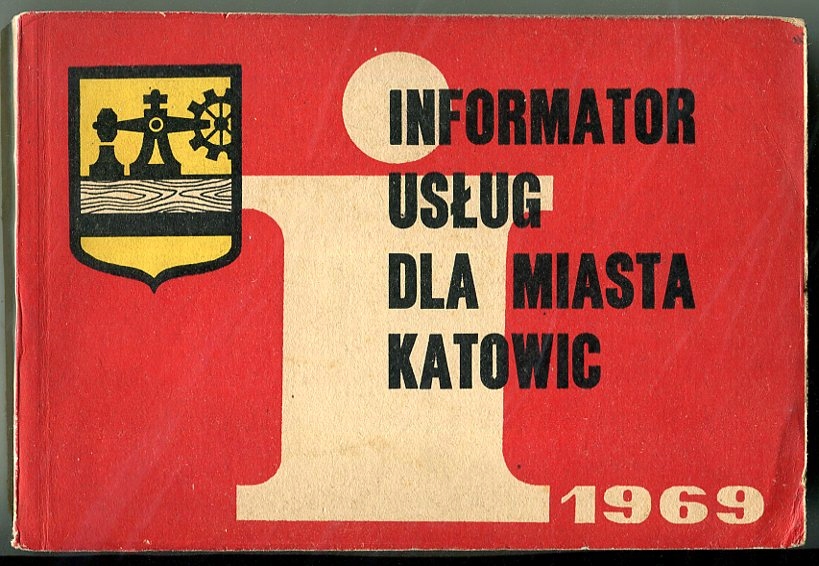 i
INFORMATOR
USŁUG
DLA MIASTA
KATOWIC
1969